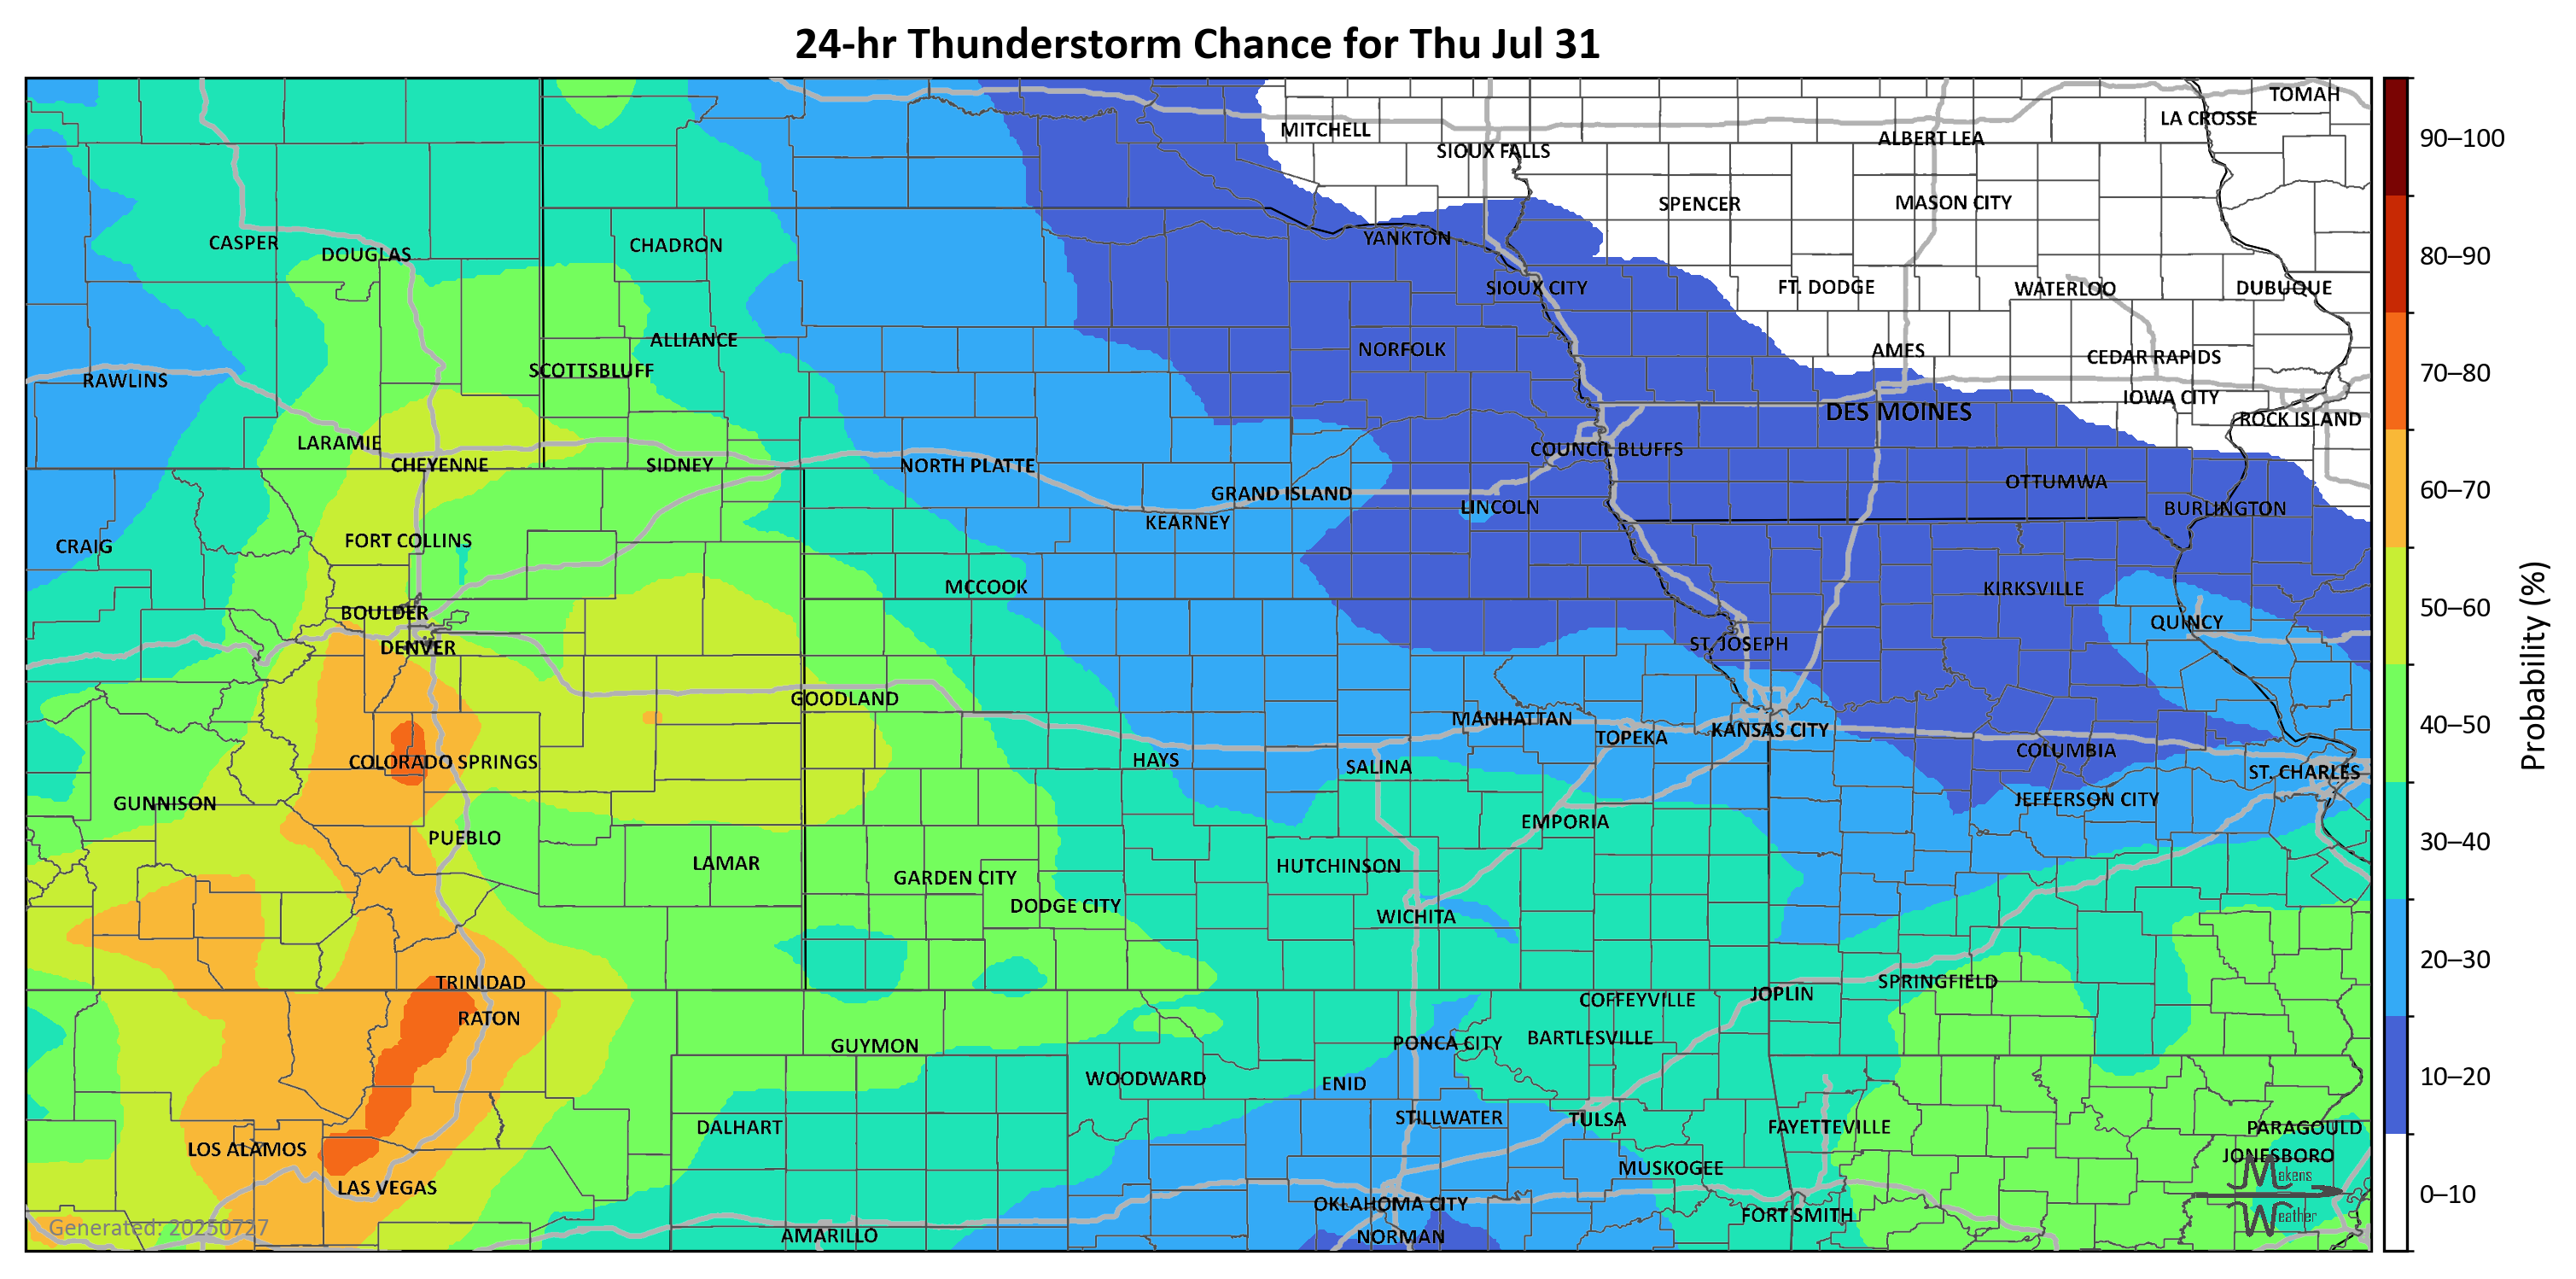 24-hr Thunderstorm Chance for Thu Jul 31
TOMAH
LA CROSSE
MITCHELL
ALBERT LEA
90–100
SIOUX FALLS
SPENCER
MASON CITY
CASPER
DOUGLAS
CHADRON
YANKTON
80–90
SIOUX CITY
FT. DODGE
WATERLOO
DUBUQUE
ALLIANCE
NORFOLK
AMES
CEDAR RAPIDS
RAWLINS
SCOTTSBLUFF
70–80
IOWA CITY
DES MOINES
ROCK ISLAND
LARAMIE
COUNCIL BLUFFS
CHEYENNE
SIDNEY
NORTH PLATTE
OTTUMWA
60–70
GRAND ISLAND
LINCOLN
BURLINGTON
KEARNEY
CRAIG
FORT COLLINS
MCCOOK
KIRKSVILLE
50–60
BOULDER
QUINCY
DENVER
ST. JOSEPH
Probability (%)
GOODLAND
MANHATTAN
TOPEKA
KANSAS CITY
40–50
COLUMBIA
COLORADO SPRINGS
HAYS
SALINA
ST. CHARLES
GUNNISON
JEFFERSON CITY
PUEBLO
EMPORIA
30–40
LAMAR
HUTCHINSON
GARDEN CITY
DODGE CITY
WICHITA
20–30
TRINIDAD
SPRINGFIELD
JOPLIN
COFFEYVILLE
RATON
BARTLESVILLE
GUYMON
PONCA CITY
10–20
WOODWARD
ENID
STILLWATER
TULSA
DALHART
FAYETTEVILLE
PARAGOULD
LOS ALAMOS
JONESBORO
MUSKOGEE
Makens
LAS VEGAS
0–10
OKLAHOMA CITY
FORT SMITH
Weather
Generated: 20250727
AMARILLO
NORMAN